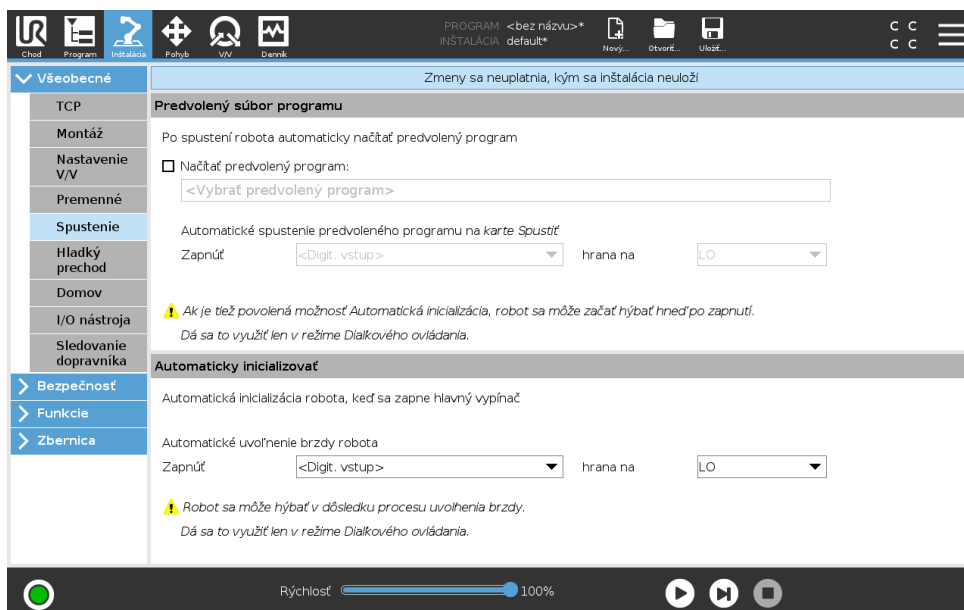 PROGRAM <bez názvu>*
INŠTALÁCIA default*
Chod
Program
Inštalácia
Pohyb
V/V
Denník
Nový...
Otvoriť...
Uložiť...
C C
C C
Všeobecné
TCP
Montáž
Nastavenie
V/V
Premenné
Spustenie
Hladký
prechod
Domov
I/O nástroja
Sledovanie
dopravníka
Bezpečnosť
Funkcie
Zbernica
Zmeny sa neuplatnia, kým sa inštalácia neuloží
Predvolený súbor programu
Po spustení robota automaticky načítať predvolený program
Načítať predvolený program:
<Vybrať predvolený program>
Automatické spustenie predvoleného programu na karte Spustiť
Zapnúť <Digit. vstup> hrana na LO
Ak je tiež povolená možnosť Automatická inicializácia, robot sa môže začať hýbať hneď po zapnutí.
Dá sa to využiť len v režime Diaľkového ovládania.
Automaticky inicializovať
Automatická inicializácia robota, keď sa zapne hlavný vypínač
Automatické uvoľnenie brzdy robota
Zapnúť <Digit. vstup> hrana na LO
Robot sa môže hýbať v dôsledku procesu uvoľnenia brzdy.
Dá sa to využiť len v režime Diaľkového ovládania.
Rýchlosť 100%